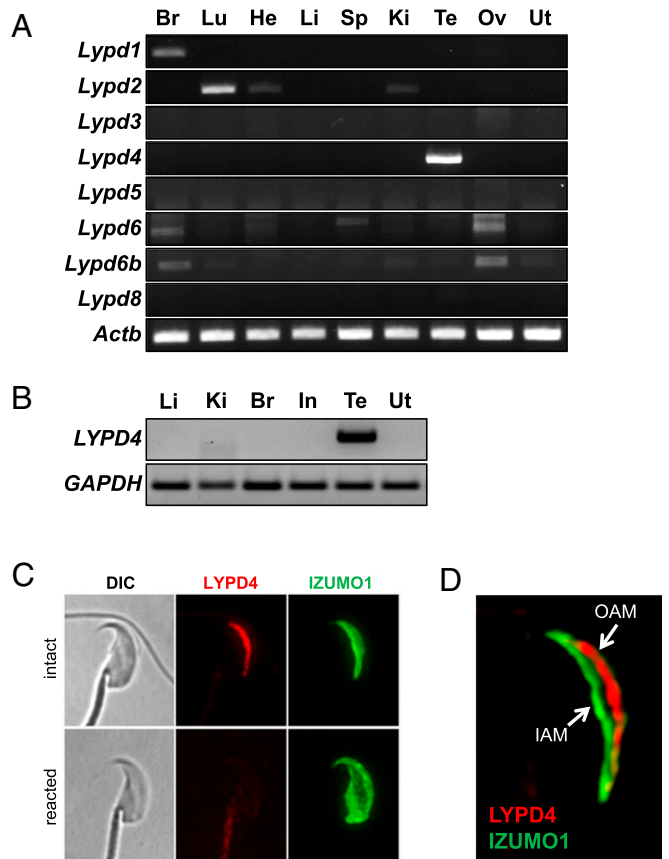 A
Br Lu He Li Sp Ki Te Ov Ut
Lypd1
Lypd2
Lypd3
Lypd4
Lypd5
Lypd6
Lypd6b
Lypd8
Actb
B
Li Ki Br In Te Ut
LYPD4
GAPDH
C
DIC LYPD4 IZUMO1
intact
reacted
D
OAM
IAM
LYPD4
IZUMO1